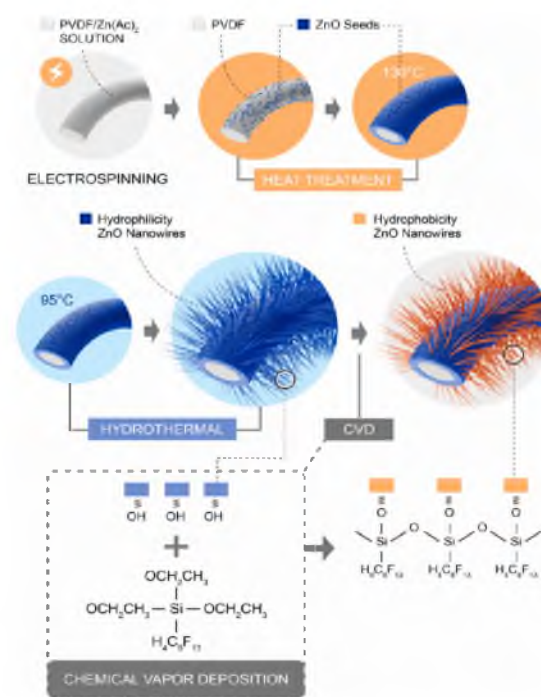 PVDF/Zn(Ac)₂
SOLUTION
PVDF
ZnO Seeds
130°C
ELECTROSPINNING
HEAT TREATMENT
Hydrophilicity
ZnO Nanowires
Hydrophobicity
ZnO Nanowires
95°C
HYDROTHERMAL
CVD
OH OH OH
OCH₂CH₃
OCH₂CH₃ Si OCH₂CH₃
H₄C₈F₁₃
O O O
Si O Si O Si
H₄C₈F₁₃ H₄C₈F₁₃ H₄C₈F₁₃
CHEMICAL VAPOR DEPOSITION